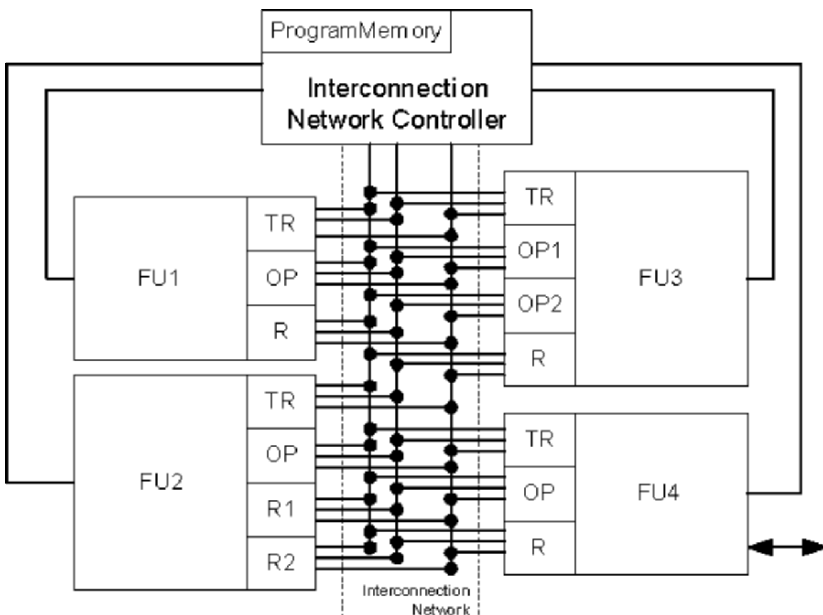 ProgramMemory
Interconnection
Network Controller
FU1
TR
OP
R
FU2
TR
OP
R1
R2
TR
OP1
OP2
R
FU3
TR
OP
R
FU4
Interconnection
Network